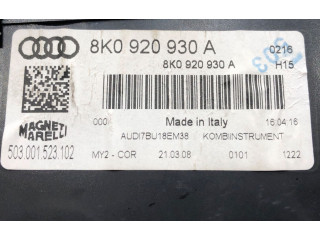 8K0 920 930 A
0216
8K0 920 930 A
H15
MAGNETI
MARELLI
503.001.523.102
000
Made in Italy
16:04:16
AUDI7BU18EM38
KOMBIINSTRUMENT
MY2 - COR
21.03.08
0101
1222